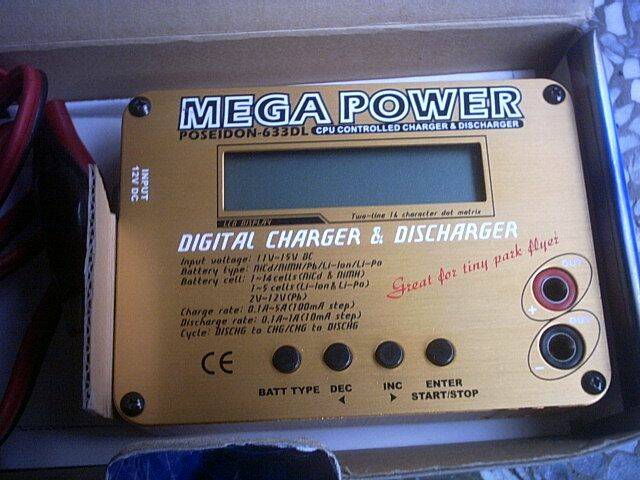 MEGA POWER
POSEIDON-633DL CPU CONTROLLED CHARGER & DISCHARGER
INPUT
12V DC
LCD DISPLAY Two-line 16 character dot matrix
DIGITAL CHARGER & DISCHARGER
Input voltage: 11V~15V DC
Battery type: NiCd/NiMH/Pb/Li-Ion/Li-Po
Battery cell: 1~14cells(NiCd & NiMH)
1~5 cells(Li-Ion&Li-Po)
2V~12V(Pb)
Charge rate: 0.1A~5A(100mA step)
Discharge rate: 0.1A~1A(10mA step)
Cycle: DISCHG to CHG/CHG to DISCHG
Great for tiny park flyer
OUT
+
OUT
-
CE
BATT TYPE DEC INC ENTER
START/STOP